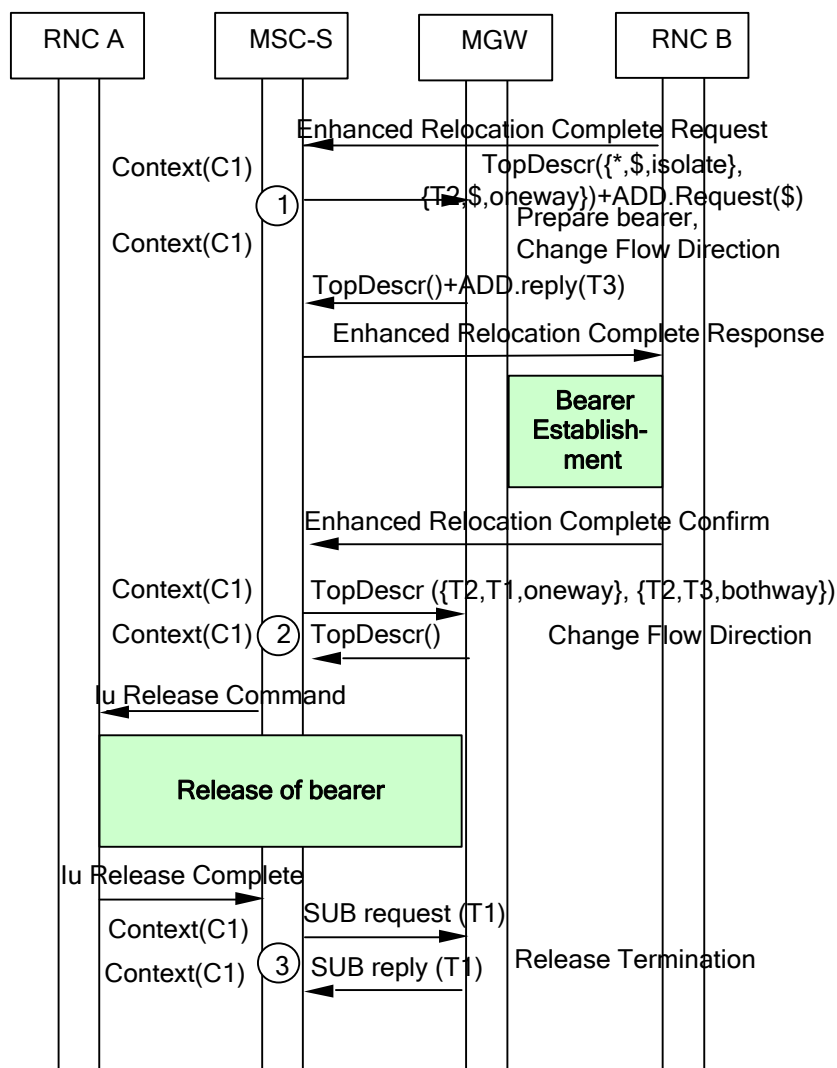 RNC A
MSC-S
MGW
RNC B
Enhanced Relocation Complete Request
Context(C1)
TopDescr({*,$,isolate},
{T2,$,oneway})+ADD.Request($)
1
Prepare bearer,
Context(C1)
Change Flow Direction
TopDescr()+ADD.reply(T3)
Enhanced Relocation Complete Response
Bearer
Establish-
ment
Enhanced Relocation Complete Confirm
Context(C1)
TopDescr ({T2,T1,oneway}, {T2,T3,bothway})
Context(C1)
2
TopDescr()
Change Flow Direction
Iu Release Command
Release of bearer
Iu Release Complete
SUB request (T1)
Context(C1)
3
Context(C1)
SUB reply (T1)
Release Termination